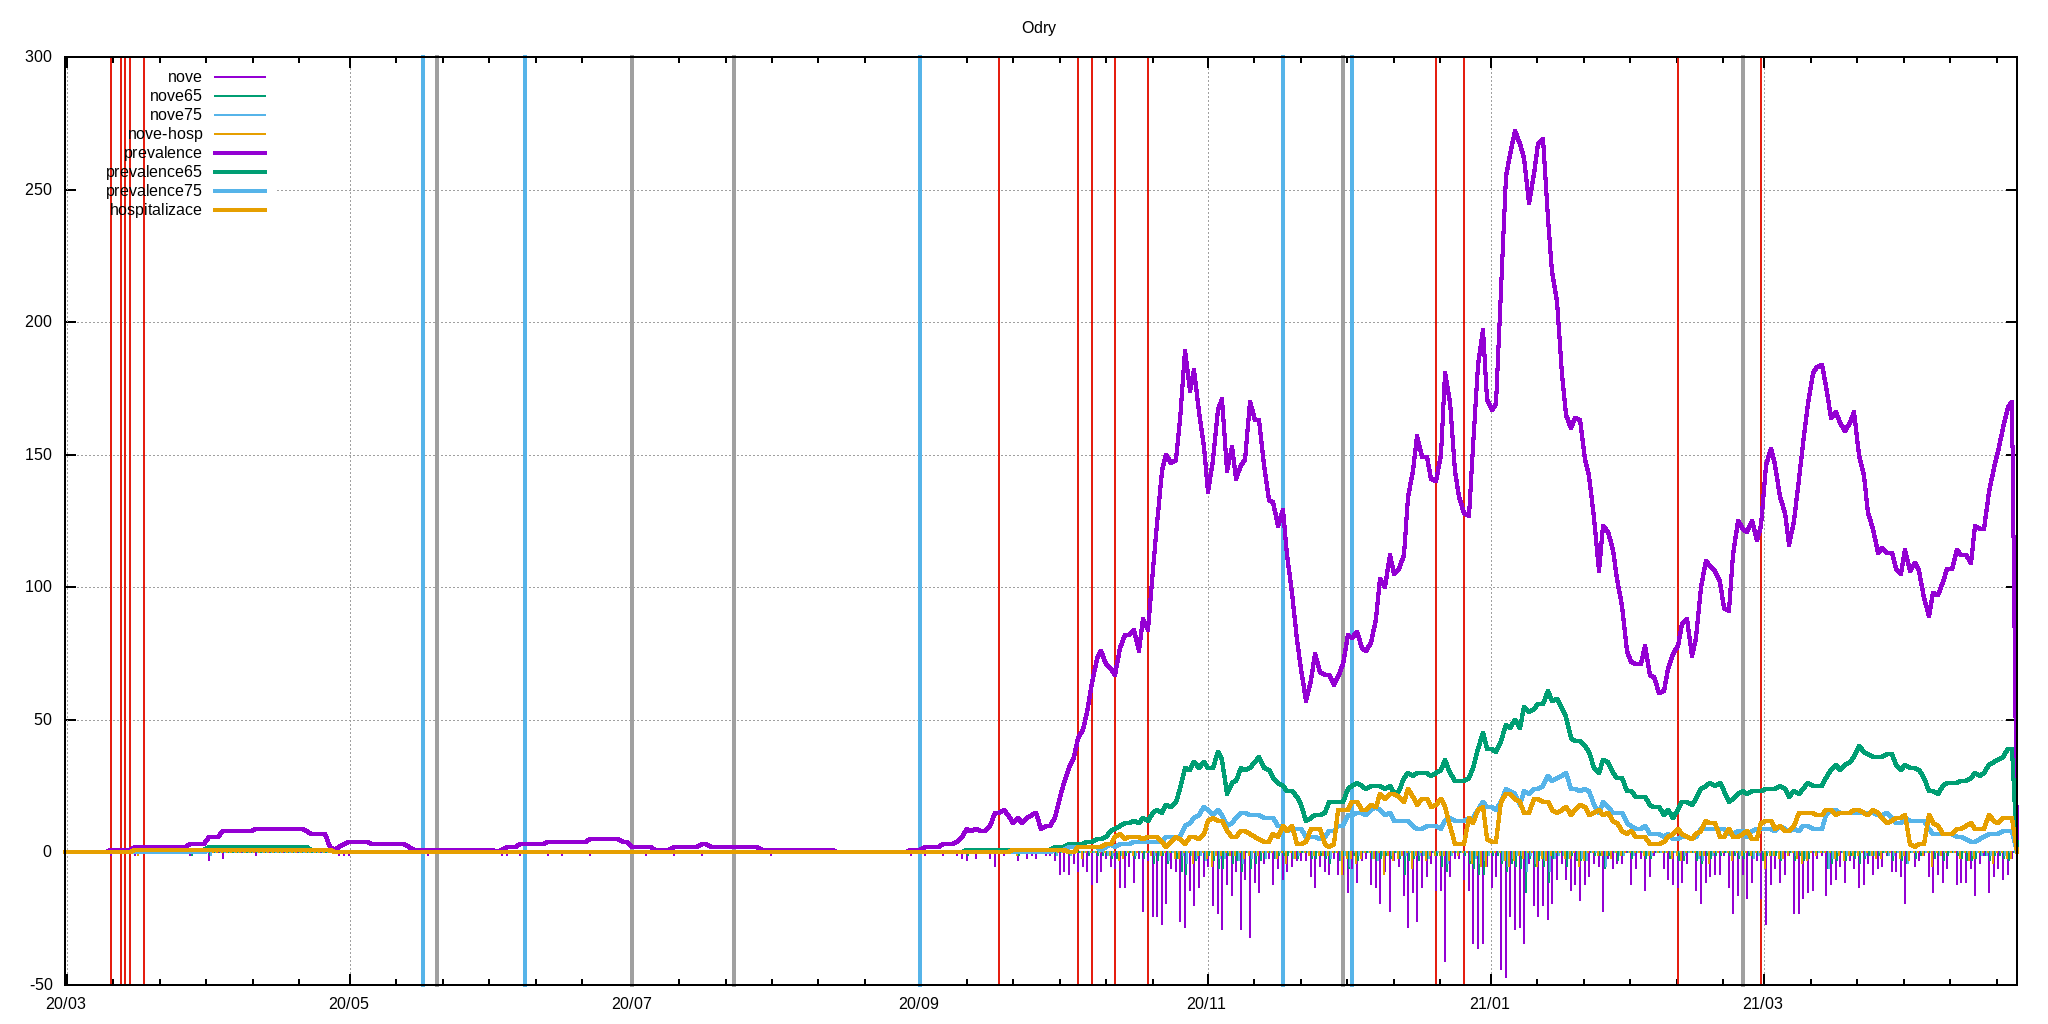 Odry
300
nove
nove65
nove75
nove-hosp
prevalence
prevalence65
prevalence75
hospitalizace
250
200
150
100
50
0
-50
20/03 20/05 20/07 20/09 20/11 21/01 21/03